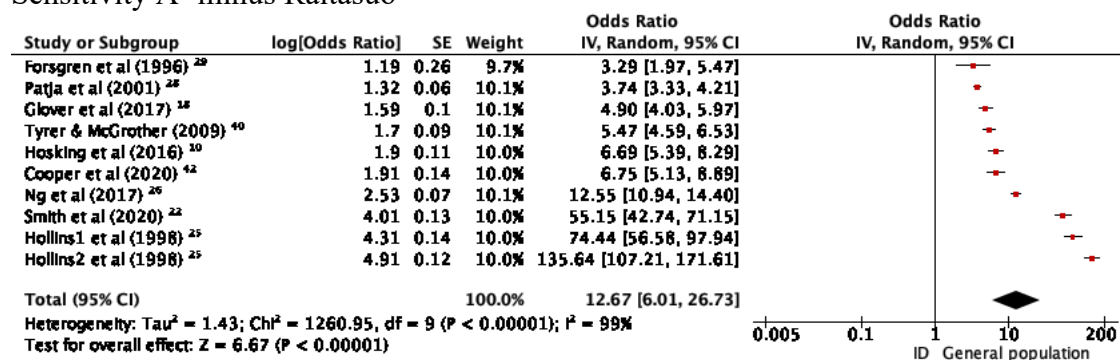 Sensitivity A- minus Raitasuo
Odds Ratio Odds Ratio
Study or Subgroup log[Odds Ratio] SE Weight IV, Random, 95% CI IV, Random, 95% CI
Forsgren et al (1996) ²⁹ 1.19 0.26 9.7% 3.29 [1.97, 5.47]
Patja et al (2001) ²⁸ 1.32 0.06 10.1% 3.74 [3.33, 4.21]
Glover et al (2017) ¹⁸ 1.59 0.1 10.1% 4.90 [4.03, 5.97]
Tyrer & McGrother (2009) ⁴⁰ 1.7 0.09 10.1% 5.47 [4.59, 6.53]
Hosking et al (2016) ¹⁰ 1.9 0.11 10.0% 6.69 [5.39, 8.29]
Cooper et al (2020) ⁴² 1.91 0.14 10.0% 6.75 [5.13, 8.89]
Ng et al (2017) ²⁶ 2.53 0.07 10.1% 12.55 [10.94, 14.40]
Smith et al (2020) ²² 4.01 0.13 10.0% 55.15 [42.74, 71.15]
Hollins1 et al (1998) ²⁵ 4.31 0.14 10.0% 74.44 [56.58, 97.94]
Hollins2 et al (1998) ²⁵ 4.91 0.12 10.0% 135.64 [107.21, 171.61]
Total (95% CI) 100.0% 12.67 [6.01, 26.73]
Heterogeneity: Tau² = 1.43; Chi² = 1260.95, df = 9 (P < 0.00001); I² = 99%
Test for overall effect: Z = 6.67 (P < 0.00001)
0.005 0.1 1 10 200
ID General population